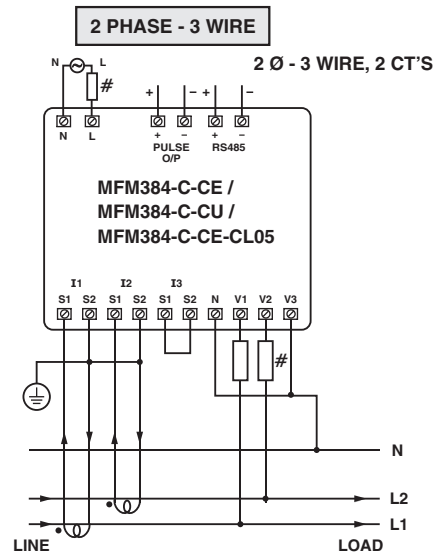 2 PHASE - 3 WIRE
2 Ø - 3 WIRE, 2 CT'S
N L
#
+ – + –
N L + – + –
PULSE O/P RS485
MFM384-C-CE /
MFM384-C-CU /
MFM384-C-CE-CL05
I1 I2 I3
S1 S2 S1 S2 S1 S2 N V1 V2 V3
#
N
L2
L1
LINE LOAD